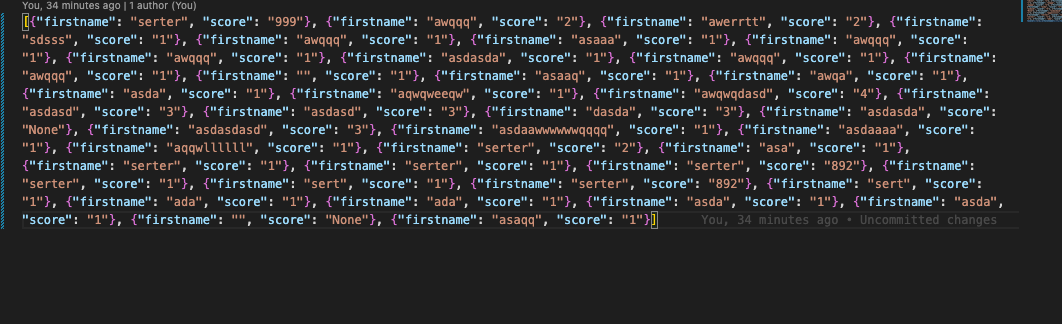 You, 34 minutes ago | 1 author (You)
[{"firstname": "serter", "score": "999"}, {"firstname": "awqqq", "score": "2"}, {"firstname": "awerrtt", "score": "2"}, {"firstname":
"sdsss", "score": "1"}, {"firstname": "awqqq", "score": "1"}, {"firstname": "asaaa", "score": "1"}, {"firstname": "awqqq", "score":
"1"}, {"firstname": "awqqq", "score": "1"}, {"firstname": "asdasda", "score": "1"}, {"firstname": "awqqq", "score": "1"}, {"firstname":
"awqqq", "score": "1"}, {"firstname": "", "score": "1"}, {"firstname": "asaaq", "score": "1"}, {"firstname": "awqa", "score": "1"},
{"firstname": "asda", "score": "1"}, {"firstname": "aqwqweeqw", "score": "1"}, {"firstname": "awqwqdasd", "score": "4"}, {"firstname":
"asdasd", "score": "3"}, {"firstname": "asdasd", "score": "3"}, {"firstname": "dasda", "score": "3"}, {"firstname": "asdasda", "score":
"None"}, {"firstname": "asdasdasd", "score": "3"}, {"firstname": "asdaawwwwwwqqqq", "score": "1"}, {"firstname": "asdaaaa", "score":
"1"}, {"firstname": "aqqwllllll", "score": "1"}, {"firstname": "serter", "score": "2"}, {"firstname": "asa", "score": "1"},
{"firstname": "serter", "score": "1"}, {"firstname": "serter", "score": "1"}, {"firstname": "serter", "score": "892"}, {"firstname":
"serter", "score": "1"}, {"firstname": "sert", "score": "1"}, {"firstname": "serter", "score": "892"}, {"firstname": "sert", "score":
"1"}, {"firstname": "ada", "score": "1"}, {"firstname": "ada", "score": "1"}, {"firstname": "asda", "score": "1"}, {"firstname": "asda",
"score": "1"}, {"firstname": "", "score": "None"}, {"firstname": "asaqq", "score": "1"}] You, 34 minutes ago • Uncommitted changes